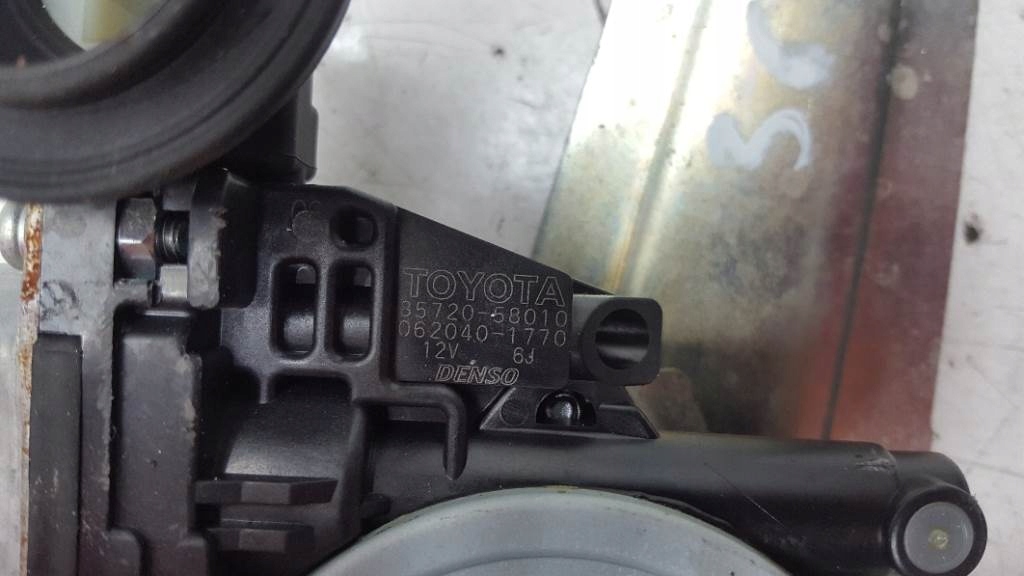 TOYOTA
85720-58010
062040-1770
12V 6J
DENSO